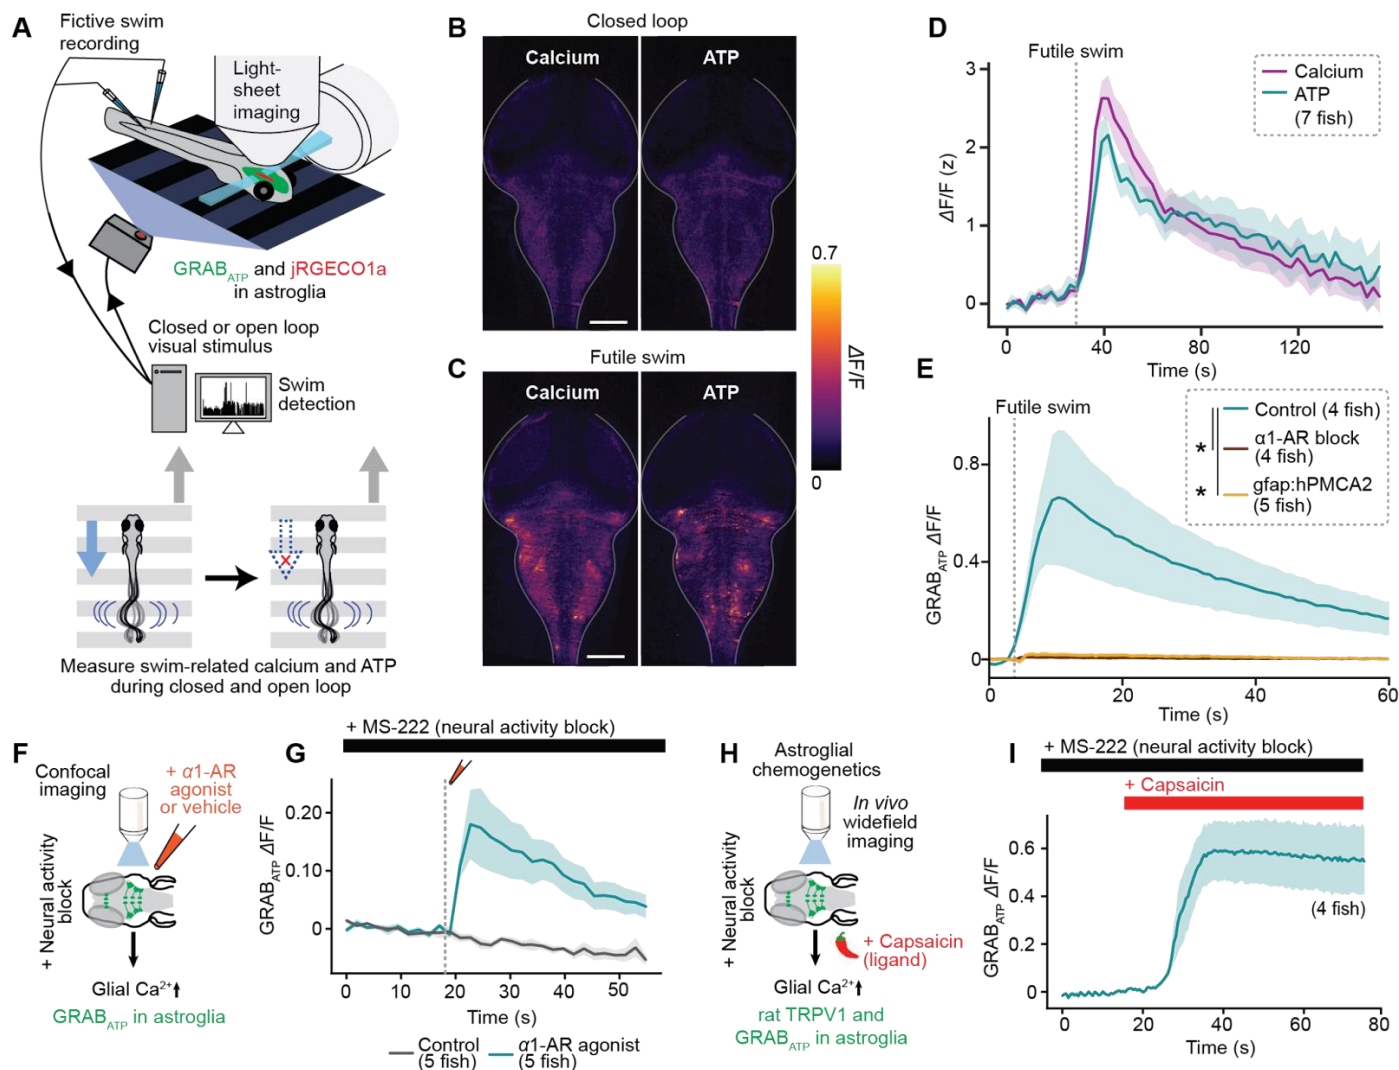 A
Fictive swim
recording
Light-
sheet
imaging
GRAB_ATP and jRGECO1a
in astroglia
Closed or open loop
visual stimulus
Swim
detection
Measure swim-related calcium and ATP
during closed and open loop
B
Closed loop
Calcium
ATP
C
Futile swim
Calcium
ATP
0.7
ΔF/F
0
D
Futile swim
Calcium
ATP
(7 fish)
ΔF/F (z)
3
2
1
0
0
40
80
120
Time (s)
E
Futile swim
Control (4 fish)
* α1-AR block
(4 fish)
* gfap:hPMCA2
(5 fish)
GRAB_ATP ΔF/F
0.8
0.4
0
0
20
40
60
Time (s)
F
Confocal
imaging
+ α1-AR
agonist
or vehicle
+ Neural activity
block
Glial Ca²⁺
GRAB_ATP in astroglia
G
+ MS-222 (neural activity block)
GRAB_ATP ΔF/F
0.20
0.10
0
0
10
20
30
40
50
Time (s)
Control
(5 fish)
α1-AR agonist
(5 fish)
H
Astroglial
chemogenetics
In vivo
widefield
imaging
+ Neural activity
block
+ Capsaicin
(ligand)
Glial Ca²⁺
rat TRPV1 and
GRAB_ATP in astroglia
I
+ MS-222 (neural activity block)
+ Capsaicin
GRAB_ATP ΔF/F
0.6
0.4
0.2
0
(4 fish)
0
20
40
60
80
Time (s)